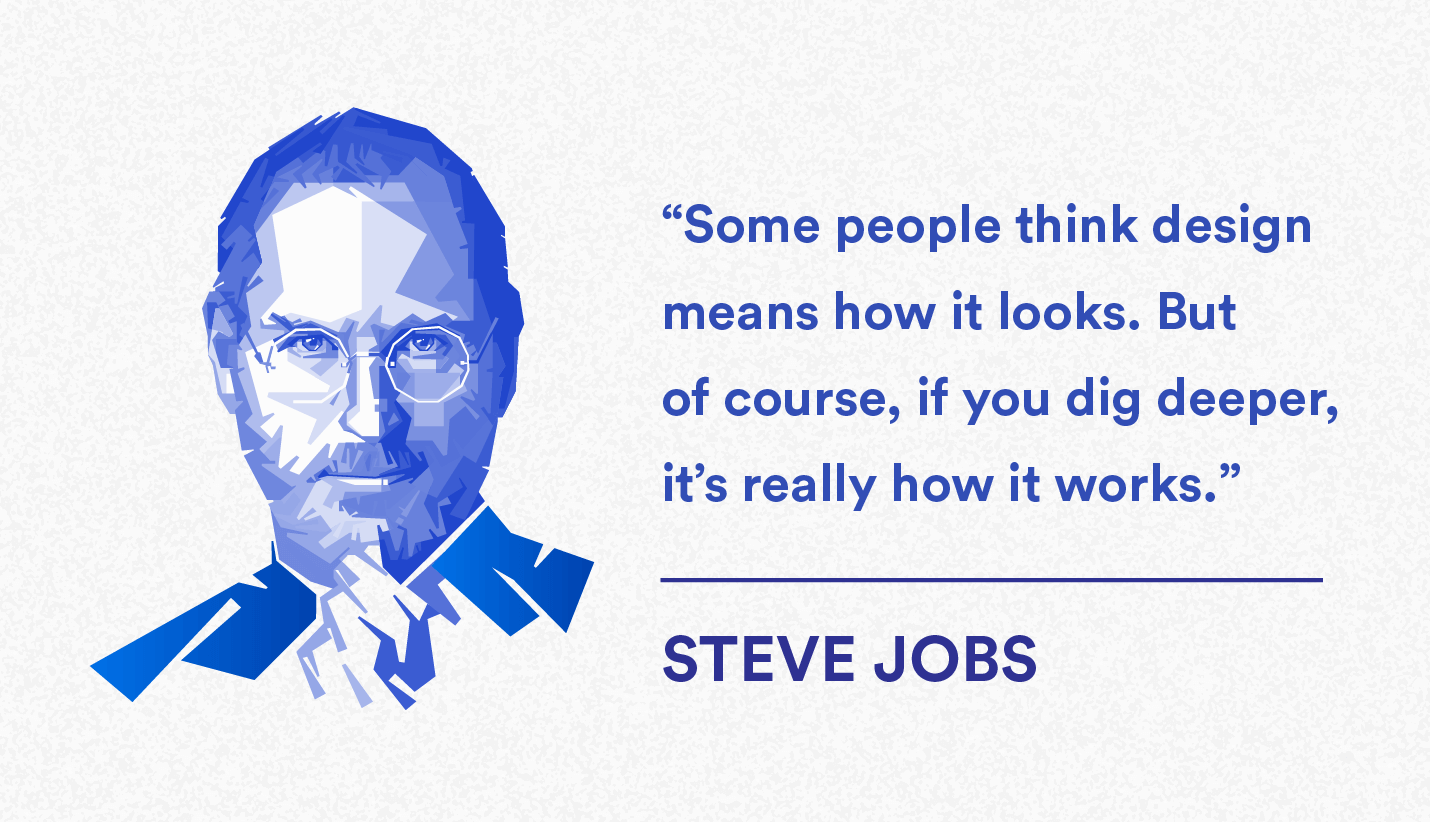 “Some people think design
means how it looks. But
of course, if you dig deeper,
it’s really how it works.”
STEVE JOBS